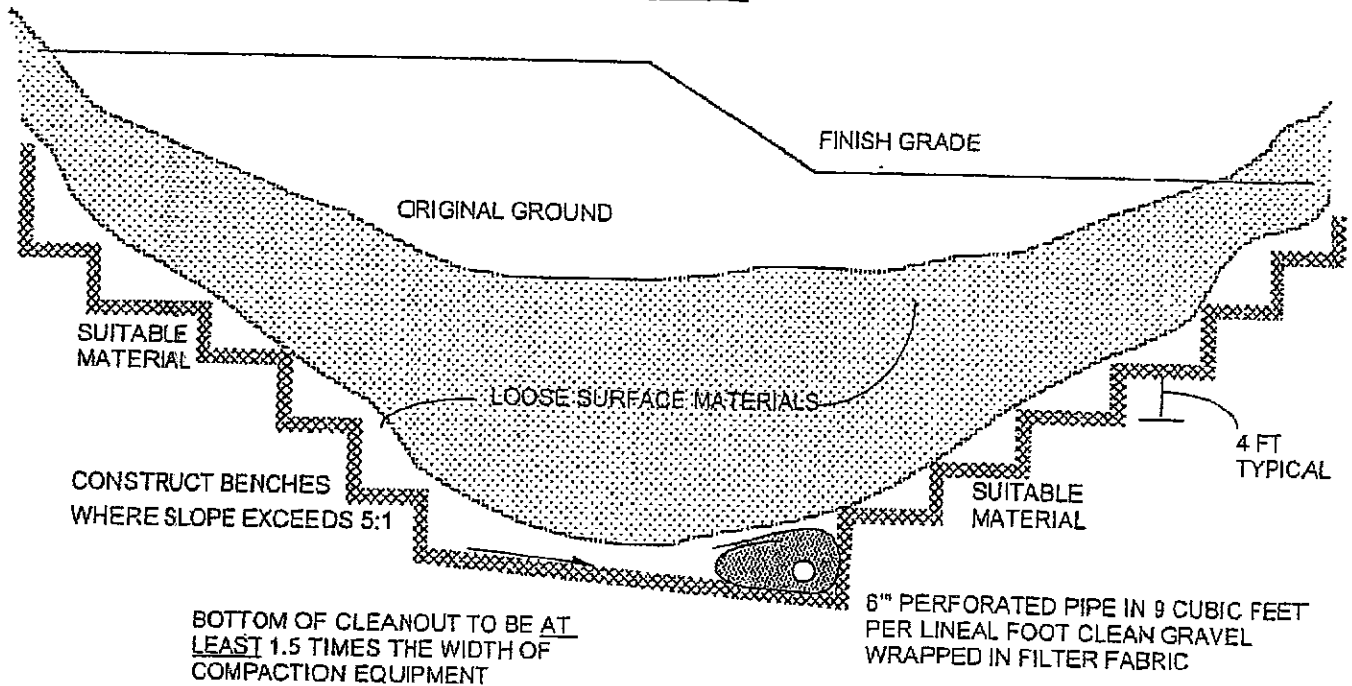 FINISH GRADE
ORIGINAL GROUND
SUITABLE
MATERIAL
LOOSE SURFACE MATERIALS
4 FT
TYPICAL
CONSTRUCT BENCHES
WHERE SLOPE EXCEEDS 5:1
SUITABLE
MATERIAL
BOTTOM OF CLEANOUT TO BE AT
LEAST 1.5 TIMES THE WIDTH OF
COMPACTION EQUIPMENT
6" PERFORATED PIPE IN 9 CUBIC FEET
PER LINEAL FOOT CLEAN GRAVEL
WRAPPED IN FILTER FABRIC